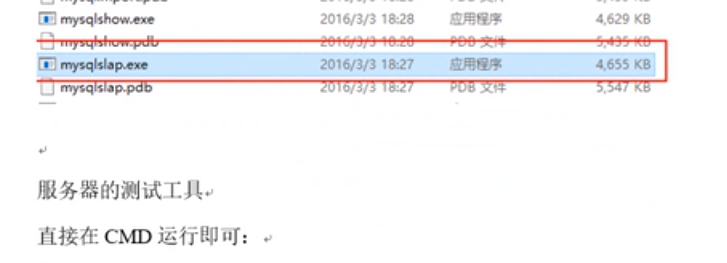 mysqlshow.exe 2016/3/3 18:28 应用程序 4,629 KB
mysqlshow.pdb 2016/3/3 18:28 PDB 文件 5,435 KB
mysqlslap.exe 2016/3/3 18:27 应用程序 4,655 KB
mysqlslap.pdb 2016/3/3 18:27 PDB 文件 5,547 KB
服务器的测试工具
直接在 CMD 运行即可：